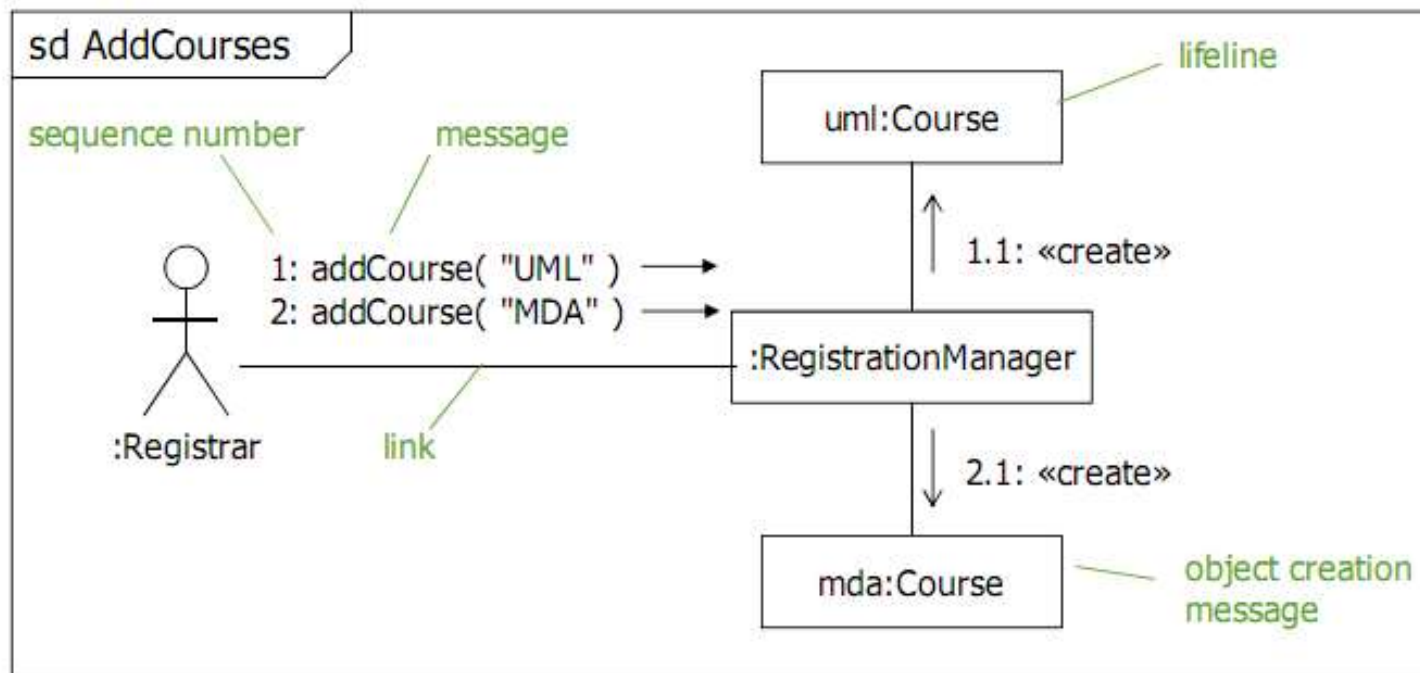 sd AddCourses
lifeline
sequence number
message
uml:Course
1: addCourse( "UML" )
1.1: «create»
2: addCourse( "MDA" )
:RegistrationManager
:Registrar
link
2.1: «create»
mda:Course
object creation
message